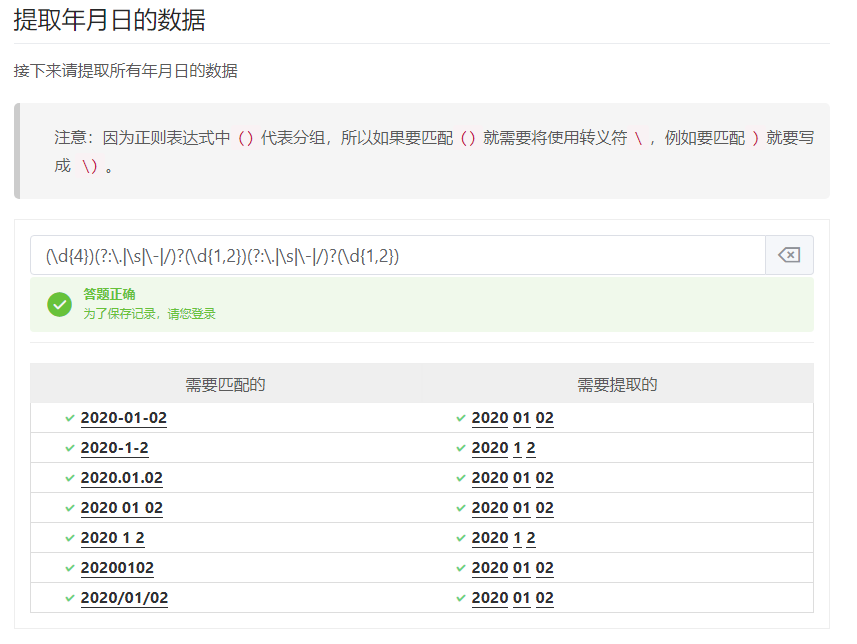 提取年月日的数据
接下来请提取所有年月日的数据
注意：因为正则表达式中 () 代表分组，所以如果要匹配 () 就需要将使用转义符 \ ，例如要匹配 ) 就要写
成 \) 。
(\d{4})(?:\.|\s|\-|/)?(\d{1,2})(?:\.|\s|\-|/)?(\d{1,2})
答题正确
为了保存记录，请您登录
需要匹配的 需要提取的
2020-01-02 2020 01 02
2020-1-2 2020 1 2
2020.01.02 2020 01 02
2020 01 02 2020 01 02
2020 1 2 2020 1 2
20200102 2020 01 02
2020/01/02 2020 01 02